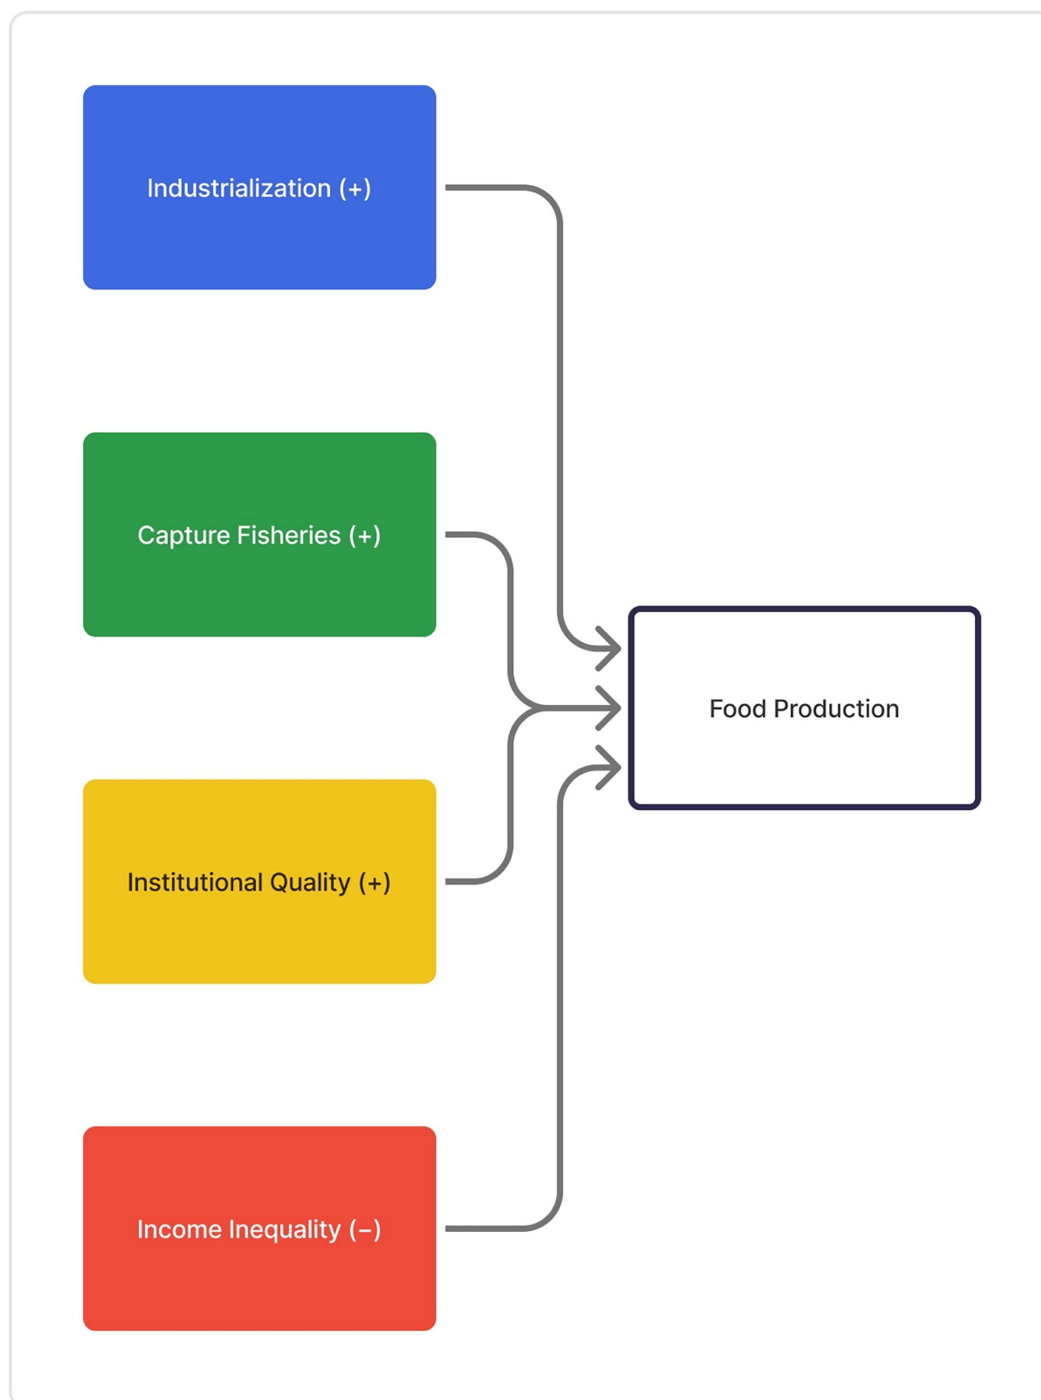 Industrialization (+)
Capture Fisheries (+)
Food Production
Institutional Quality (+)
Income Inequality (−)